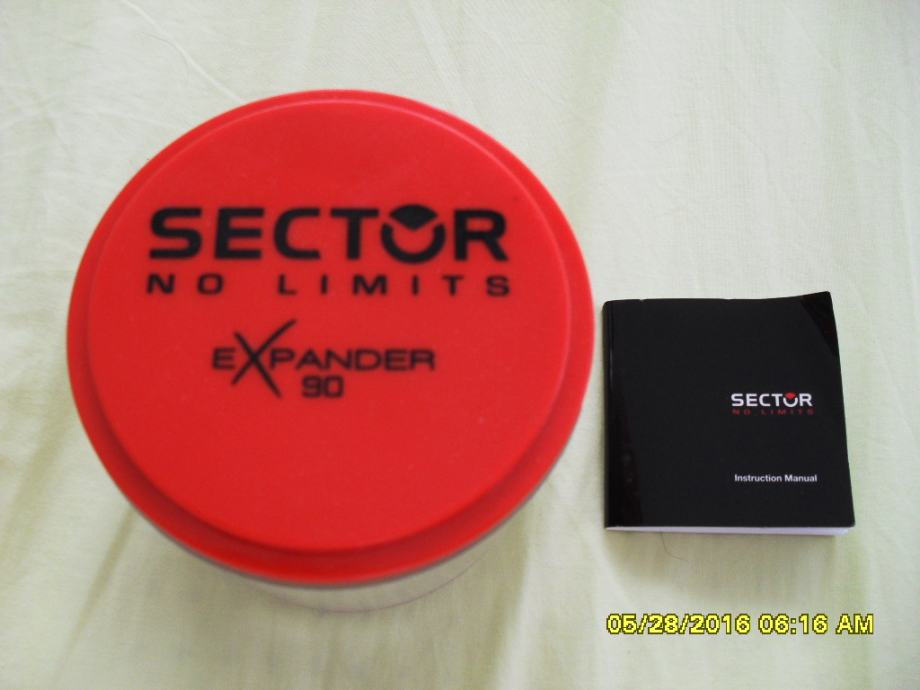 SECTOR
NO LIMITS
EXPANDER
90
SECTOR
NO LIMITS
Instruction Manual
05/28/2016 06:16 AM